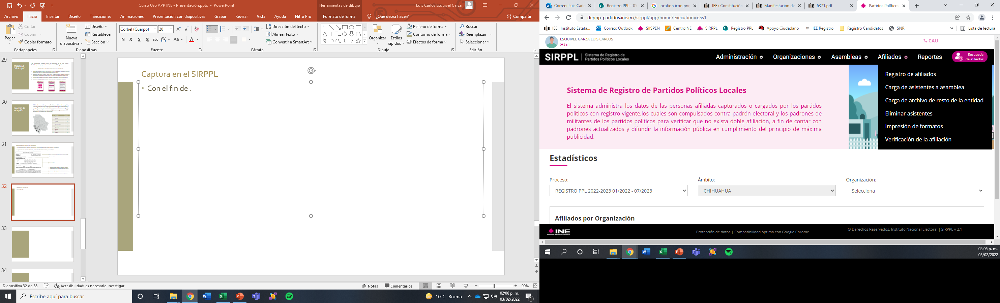 Curso Uso APP INE - Presentación.pptx - PowerPoint
Herramientas de dibujo
Luis Carlos Esquivel Garza
Archivo Inicio Insertar Diseño Transiciones Animaciones Presentación con diapositivas Grabar Revisar Vista Ayuda Nitro Pro Formato de forma ¿Qué desea hacer? Compartir
Pegar
Cortar
Copiar
Copiar formato
Portapapeles
Nueva diapositiva
Diseño
Restablecer
Sección
Diapositivas
Corbel (Cuerpo) 20
N K S S abc AV Aa A
Fuente
Dirección del texto
Alinear texto
Convertir a SmartArt
Párrafo
Organizar
Estilos rápidos
Relleno de forma
Contorno de forma
Efectos de forma
Dibujo
Buscar
Reemplazar
Seleccionar
Edición
29
Modalidad
"Mi Apoyo"
30
Régimen de
excepción
31
32
33
34
Captura en el SIRPPL
• Con el fin de .
Diapositiva 32 de 38
Accesibilidad: es necesario investigar
Notas
Comentarios
90%
Escribe aquí para buscar
10°C Bruma
02:06 p. m.
03/02/2022
Correo: Luis Carlo
Registro PPL - 05
location icon png
IEE : Constitución
Manifestacion de
6371.pdf
Partidos Políticos
deppp-partidos.ine.mx/sirppl/app/home?execution=e5s1
IEE | Instituto Estata...
Correo: Outlook
SIISPEN
CentroINE
SIRPPL
Registro PPL
Apoyo Ciudadano
IEE Registro
Registro Candidatos
SNR
»
Lista de lectura
ESQUIVEL GARZA LUIS CARLOS
Salir
CAU
SIRPPL
Sistema de Registro de
Partidos Políticos Locales
Administración
Organizaciones
Asambleas
Afiliados
Reportes
Búsqueda
de afiliados
Registro de afiliados
Carga de asistentes a asamblea
Carga de archivo de resto de la entidad
Eliminar asistentes
Impresión de formatos
Verificación de la afiliación
Sistema de Registro de Partidos Políticos Locales
El sistema administra los datos de las personas afiliadas capturados o cargados por los partidos
políticos con registro vigente,los cuales son compulsados contra padrón electoral y los padrones de
militantes de los partidos políticos para verificar que no exista doble afiliación, a fin de contar con
padrones actualizados y difundir la información pública en cumplimiento del principio de máxima
publicidad.
Estadísticos
Proceso:
REGISTRO PPL 2022-2023 01/2022 - 07/2023
Ámbito:
CHIHUAHUA
Organización:
Selecciona
Afiliados por Organización
INE
Instituto Nacional Electoral
Protección de datos | Compatibilidad óptima con Google Chrome
© Derechos Reservados, Instituto Nacional Electoral | SIRPPL v 2.1
02:06 p. m.
03/02/2022